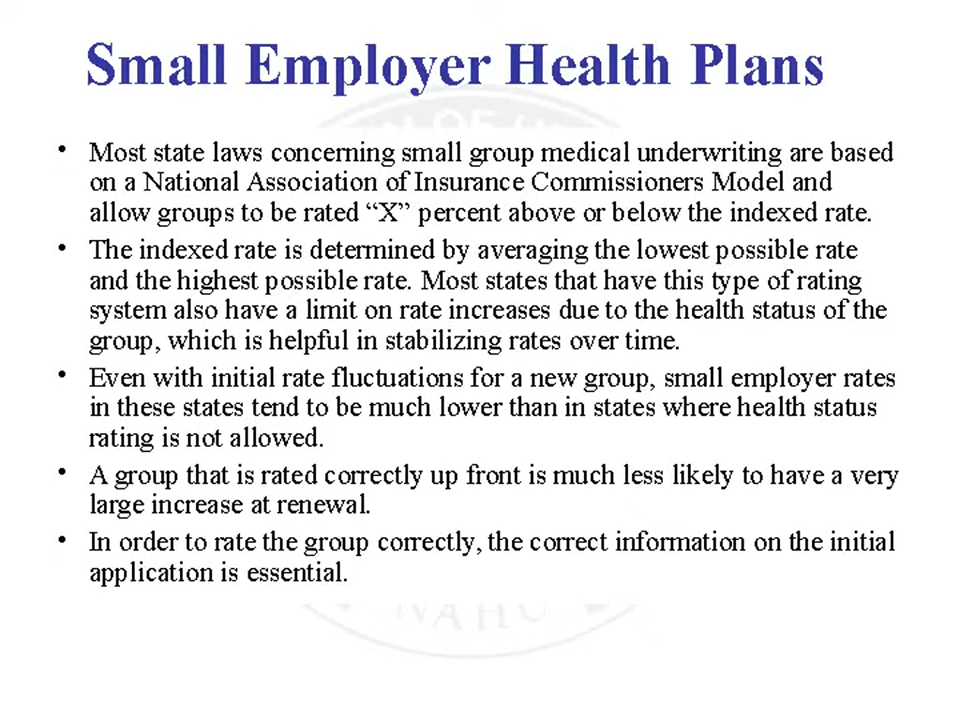 Small Employer Health Plans
• Most state laws concerning small group medical underwriting are based
on a National Association of Insurance Commissioners Model and
allow groups to be rated “X” percent above or below the indexed rate.
• The indexed rate is determined by averaging the lowest possible rate
and the highest possible rate. Most states that have this type of rating
system also have a limit on rate increases due to the health status of the
group, which is helpful in stabilizing rates over time.
• Even with initial rate fluctuations for a new group, small employer rates
in these states tend to be much lower than in states where health status
rating is not allowed.
• A group that is rated correctly up front is much less likely to have a very
large increase at renewal.
• In order to rate the group correctly, the correct information on the initial
application is essential.
NAHU